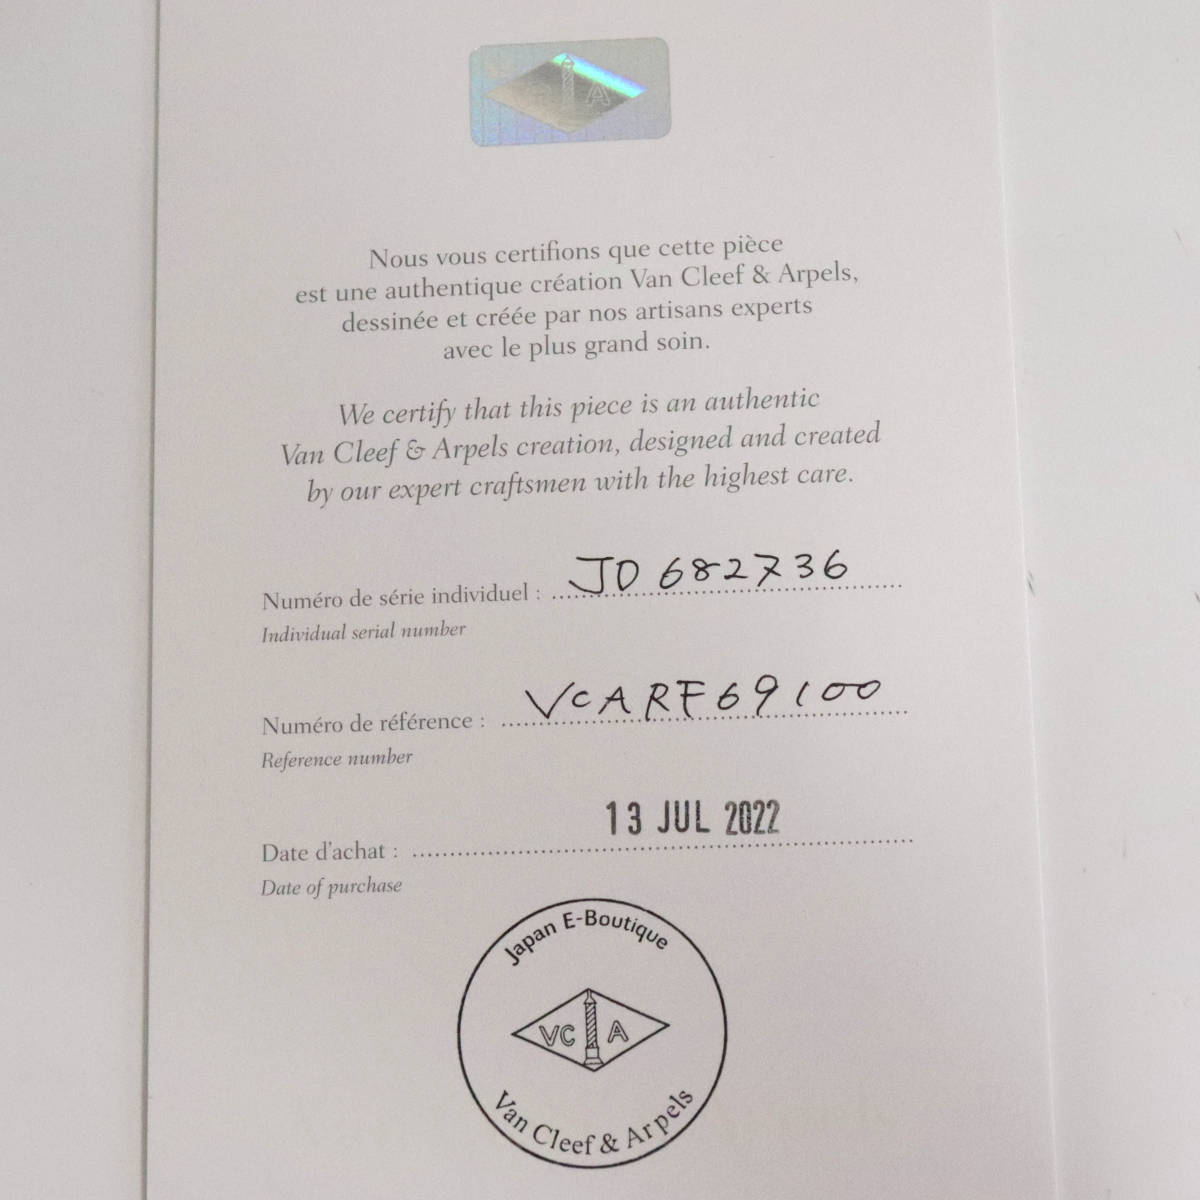 A
Nous vous certifions que cette pièce
est une authentique création Van Cleef & Arpels,
dessinée et créée par nos artisans experts
avec le plus grand soin.
We certify that this piece is an authentic
Van Cleef & Arpels creation, designed and created
by our expert craftsmen with the highest care.
Numéro de série individuel : JD 682736
Individual serial number
Numéro de référence : VCARF69100
Reference number
13 JUL 2022
Date d'achat :
Date of purchase
Japan E-Boutique
VC A
Van Cleef & Arpels